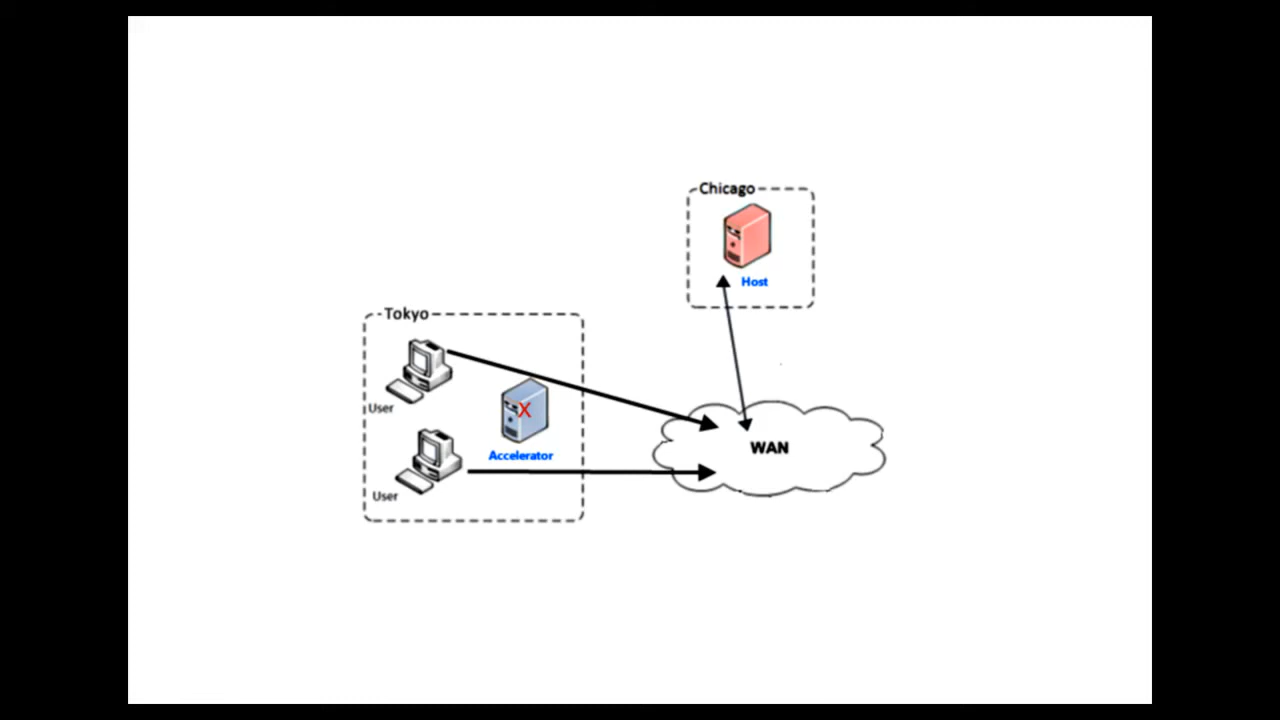 Chicago
Host
Tokyo
User
X
Accelerator
User
WAN